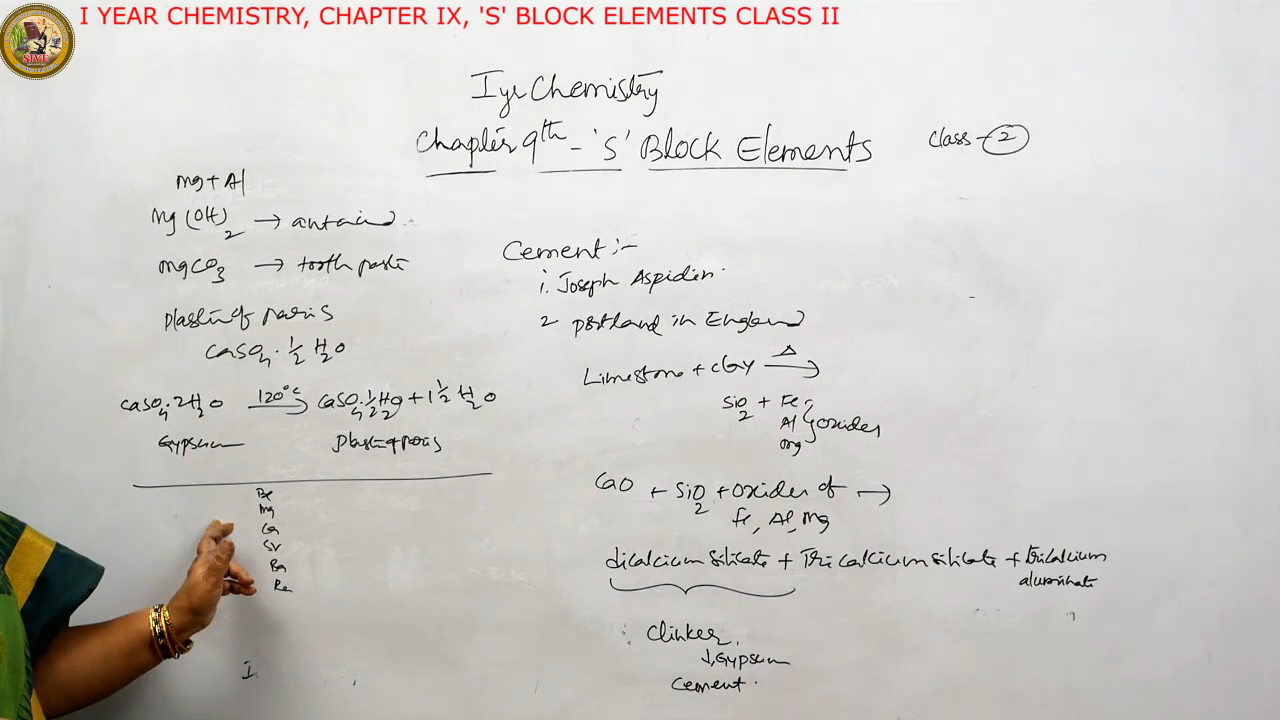 I YEAR CHEMISTRY, CHAPTER IX, 'S' BLOCK ELEMENTS CLASS II
SIVE
I yr Chemistry
Chapter 9th - 'S' Block Elements
Class - 2
Mg + Al
Mg(OH)2 → antacid
MgCO3 → tooth paste
Plaster of paris
CaSO4 . 1/2 H2O
CaSO4 . 2H2O 120°C → CaSO4 . 1/2 H2O + 1 1/2 H2O
Gypsum
Plaster of paris
Be
Mg
Ca
Sr
Ba
Ra
I
Cement :-
1. Joseph Aspidin.
2 portland in England
Limestone + clay Δ →
SiO2 + Fe
Al } oxides
Mg
CaO + SiO2 + Oxides of →
Fe, Al, Mg
dicalcium Silicate + Tri calcium silicate + tricalcium
aluminate
Clinker,
↓ Gypsum
Cement.